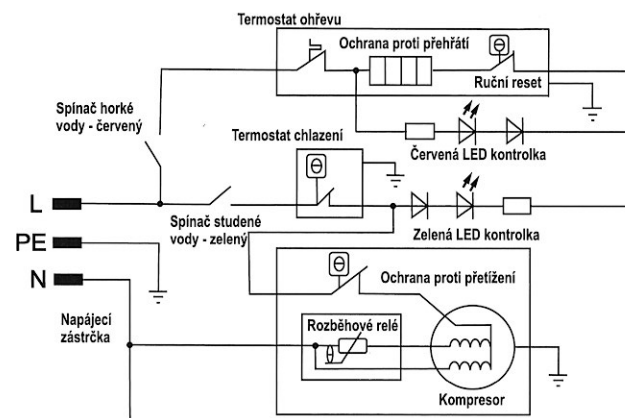 Termostat ohřevu
Ochrana proti přehřátí
Ruční reset
Spínač horké
vody - červený
Termostat chlazení
Červená LED kontrolka
L
Spínač studené
vody - zelený
Zelená LED kontrolka
PE
N
Ochrana proti přetížení
Napájecí
zástrčka
Rozběhové relé
Kompresor